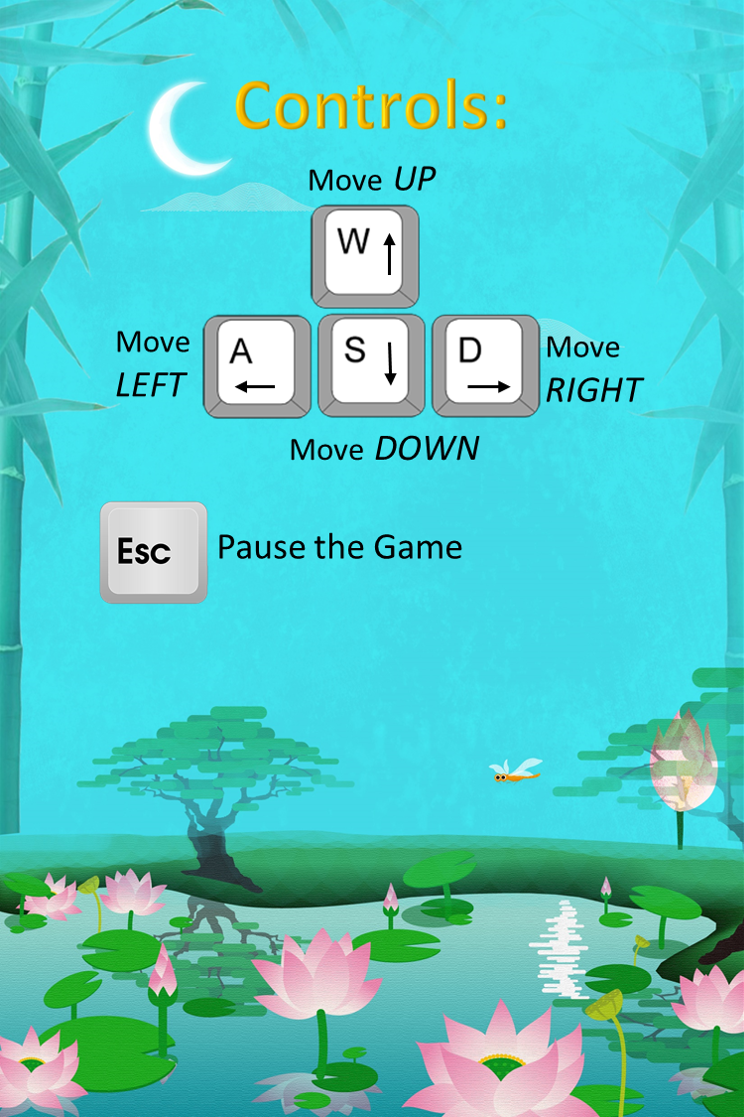 Controls:
Move UP
W
Move
LEFT
A
S
D
Move
RIGHT
Move DOWN
Esc
Pause the Game